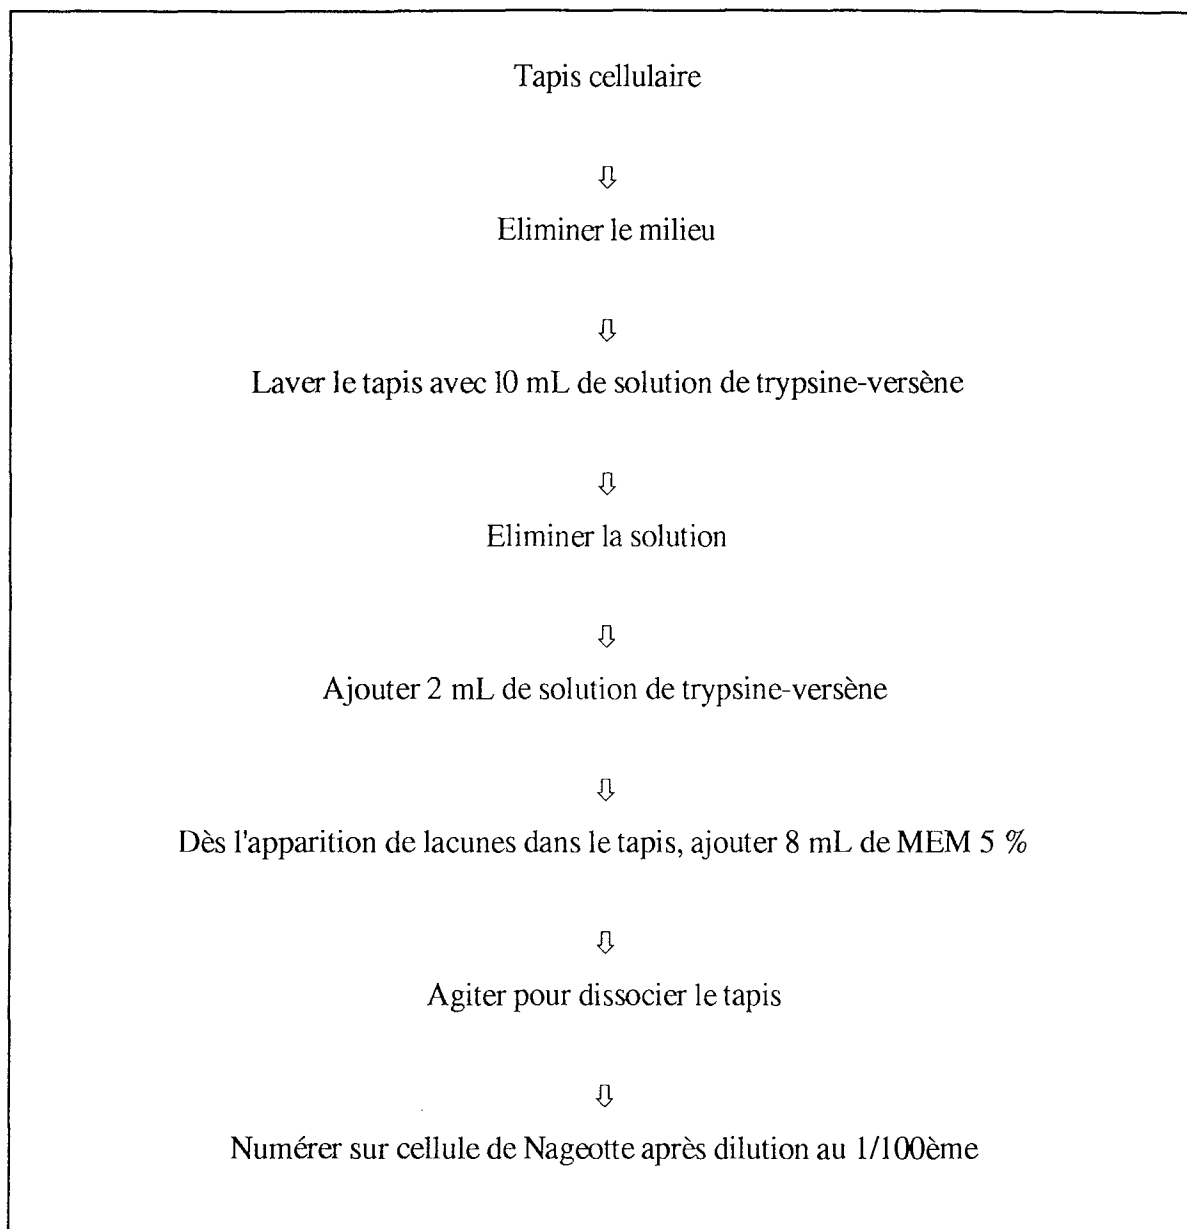 Tapis cellulaire
⇩
Eliminer le milieu
⇩
Laver le tapis avec 10 mL de solution de trypsine-versène
⇩
Eliminer la solution
⇩
Ajouter 2 mL de solution de trypsine-versène
⇩
Dès l'apparition de lacunes dans le tapis, ajouter 8 mL de MEM 5 %
⇩
Agiter pour dissocier le tapis
⇩
Numérer sur cellule de Nageotte après dilution au 1/100ème